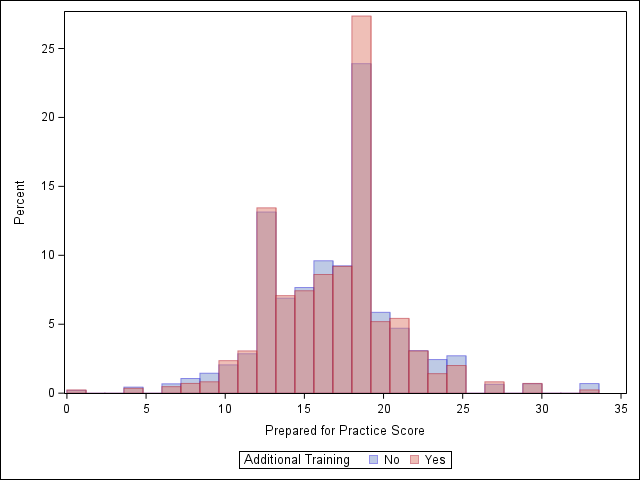 25
20
15
10
5
0
Percent
0 5 10 15 20 25 30 35
Prepared for Practice Score
Additional Training No Yes